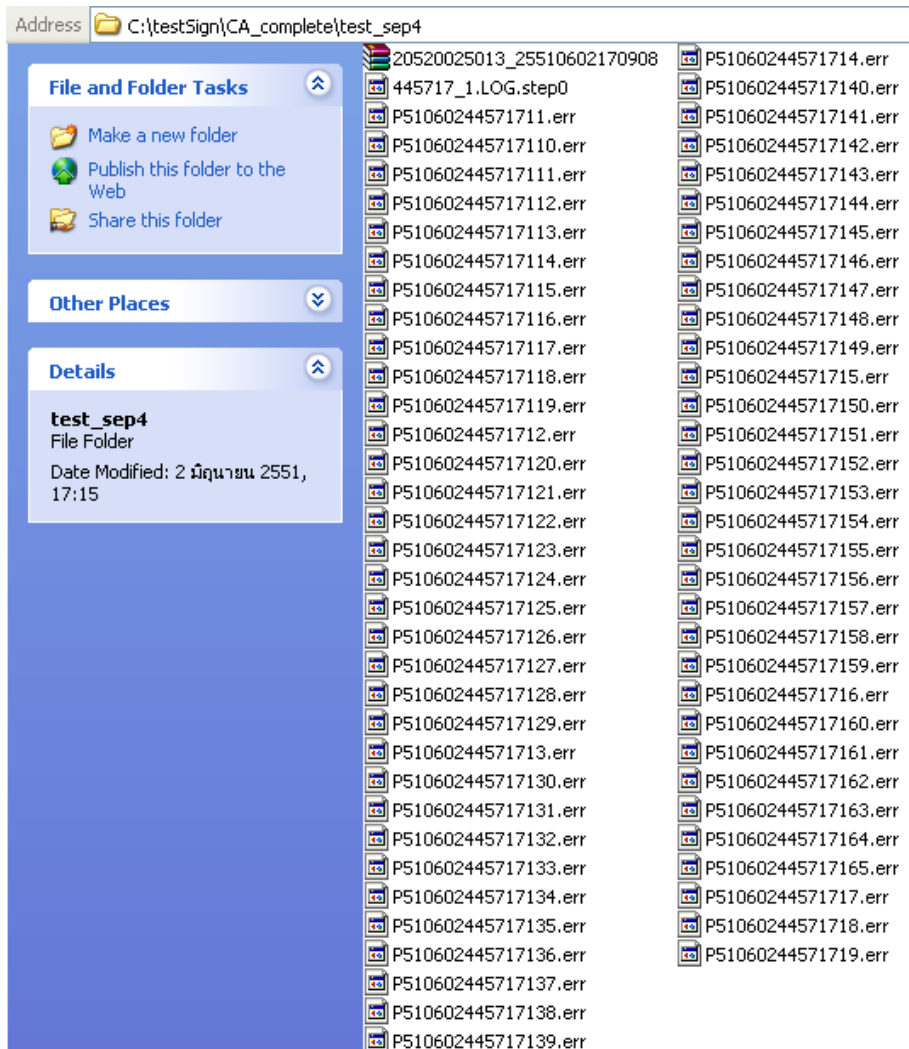 Address C:\testSign\CA_complete\test_sep4
File and Folder Tasks
Make a new folder
Publish this folder to the
Web
Share this folder
Other Places
Details
test_sep4
File Folder
Date Modified: 2 มิถุนายน 2551,
17:15
20520025013_25510602170908
445717_1.LOG.step0
P51060244571711.err
P510602445717110.err
P510602445717111.err
P510602445717112.err
P510602445717113.err
P510602445717114.err
P510602445717115.err
P510602445717116.err
P510602445717117.err
P510602445717118.err
P510602445717119.err
P51060244571712.err
P510602445717120.err
P510602445717121.err
P510602445717122.err
P510602445717123.err
P510602445717124.err
P510602445717125.err
P510602445717126.err
P510602445717127.err
P510602445717128.err
P510602445717129.err
P51060244571713.err
P510602445717130.err
P510602445717131.err
P510602445717132.err
P510602445717133.err
P510602445717134.err
P510602445717135.err
P510602445717136.err
P510602445717137.err
P510602445717138.err
P510602445717139.err
P51060244571714.err
P510602445717140.err
P510602445717141.err
P510602445717142.err
P510602445717143.err
P510602445717144.err
P510602445717145.err
P510602445717146.err
P510602445717147.err
P510602445717148.err
P510602445717149.err
P51060244571715.err
P510602445717150.err
P510602445717151.err
P510602445717152.err
P510602445717153.err
P510602445717154.err
P510602445717155.err
P510602445717156.err
P510602445717157.err
P510602445717158.err
P510602445717159.err
P51060244571716.err
P510602445717160.err
P510602445717161.err
P510602445717162.err
P510602445717163.err
P510602445717164.err
P510602445717165.err
P51060244571717.err
P51060244571718.err
P51060244571719.err